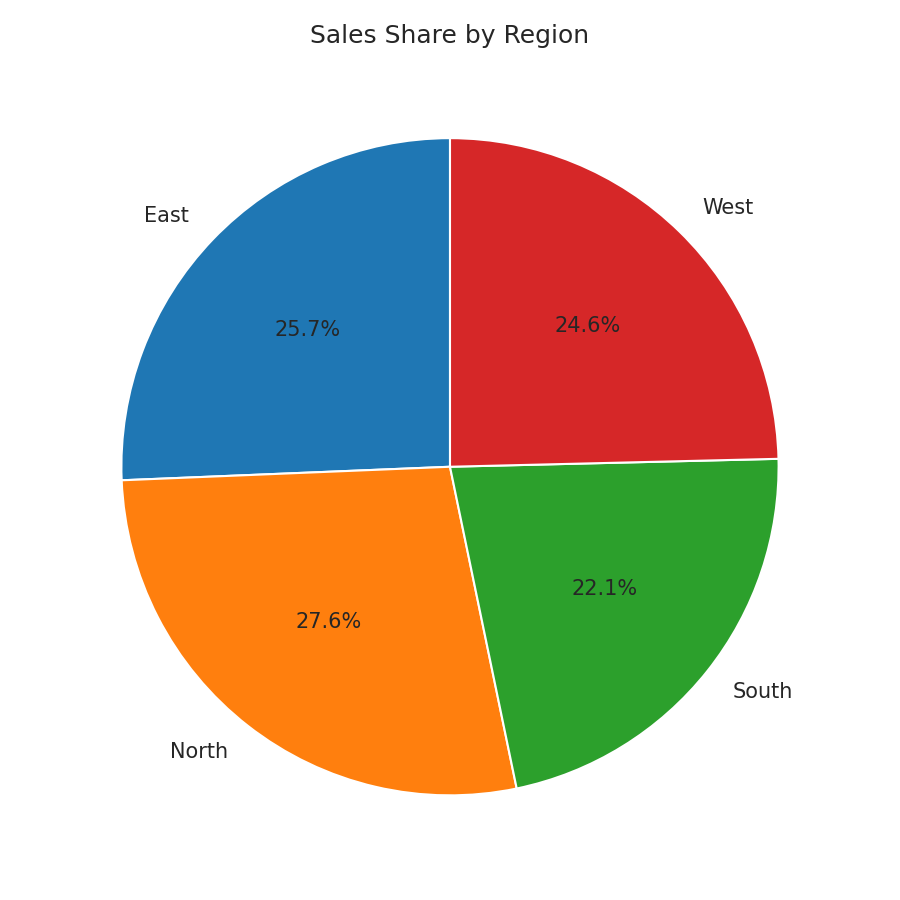 Sales Share by Region
East
West
25.7%
24.6%
27.6%
22.1%
North
South